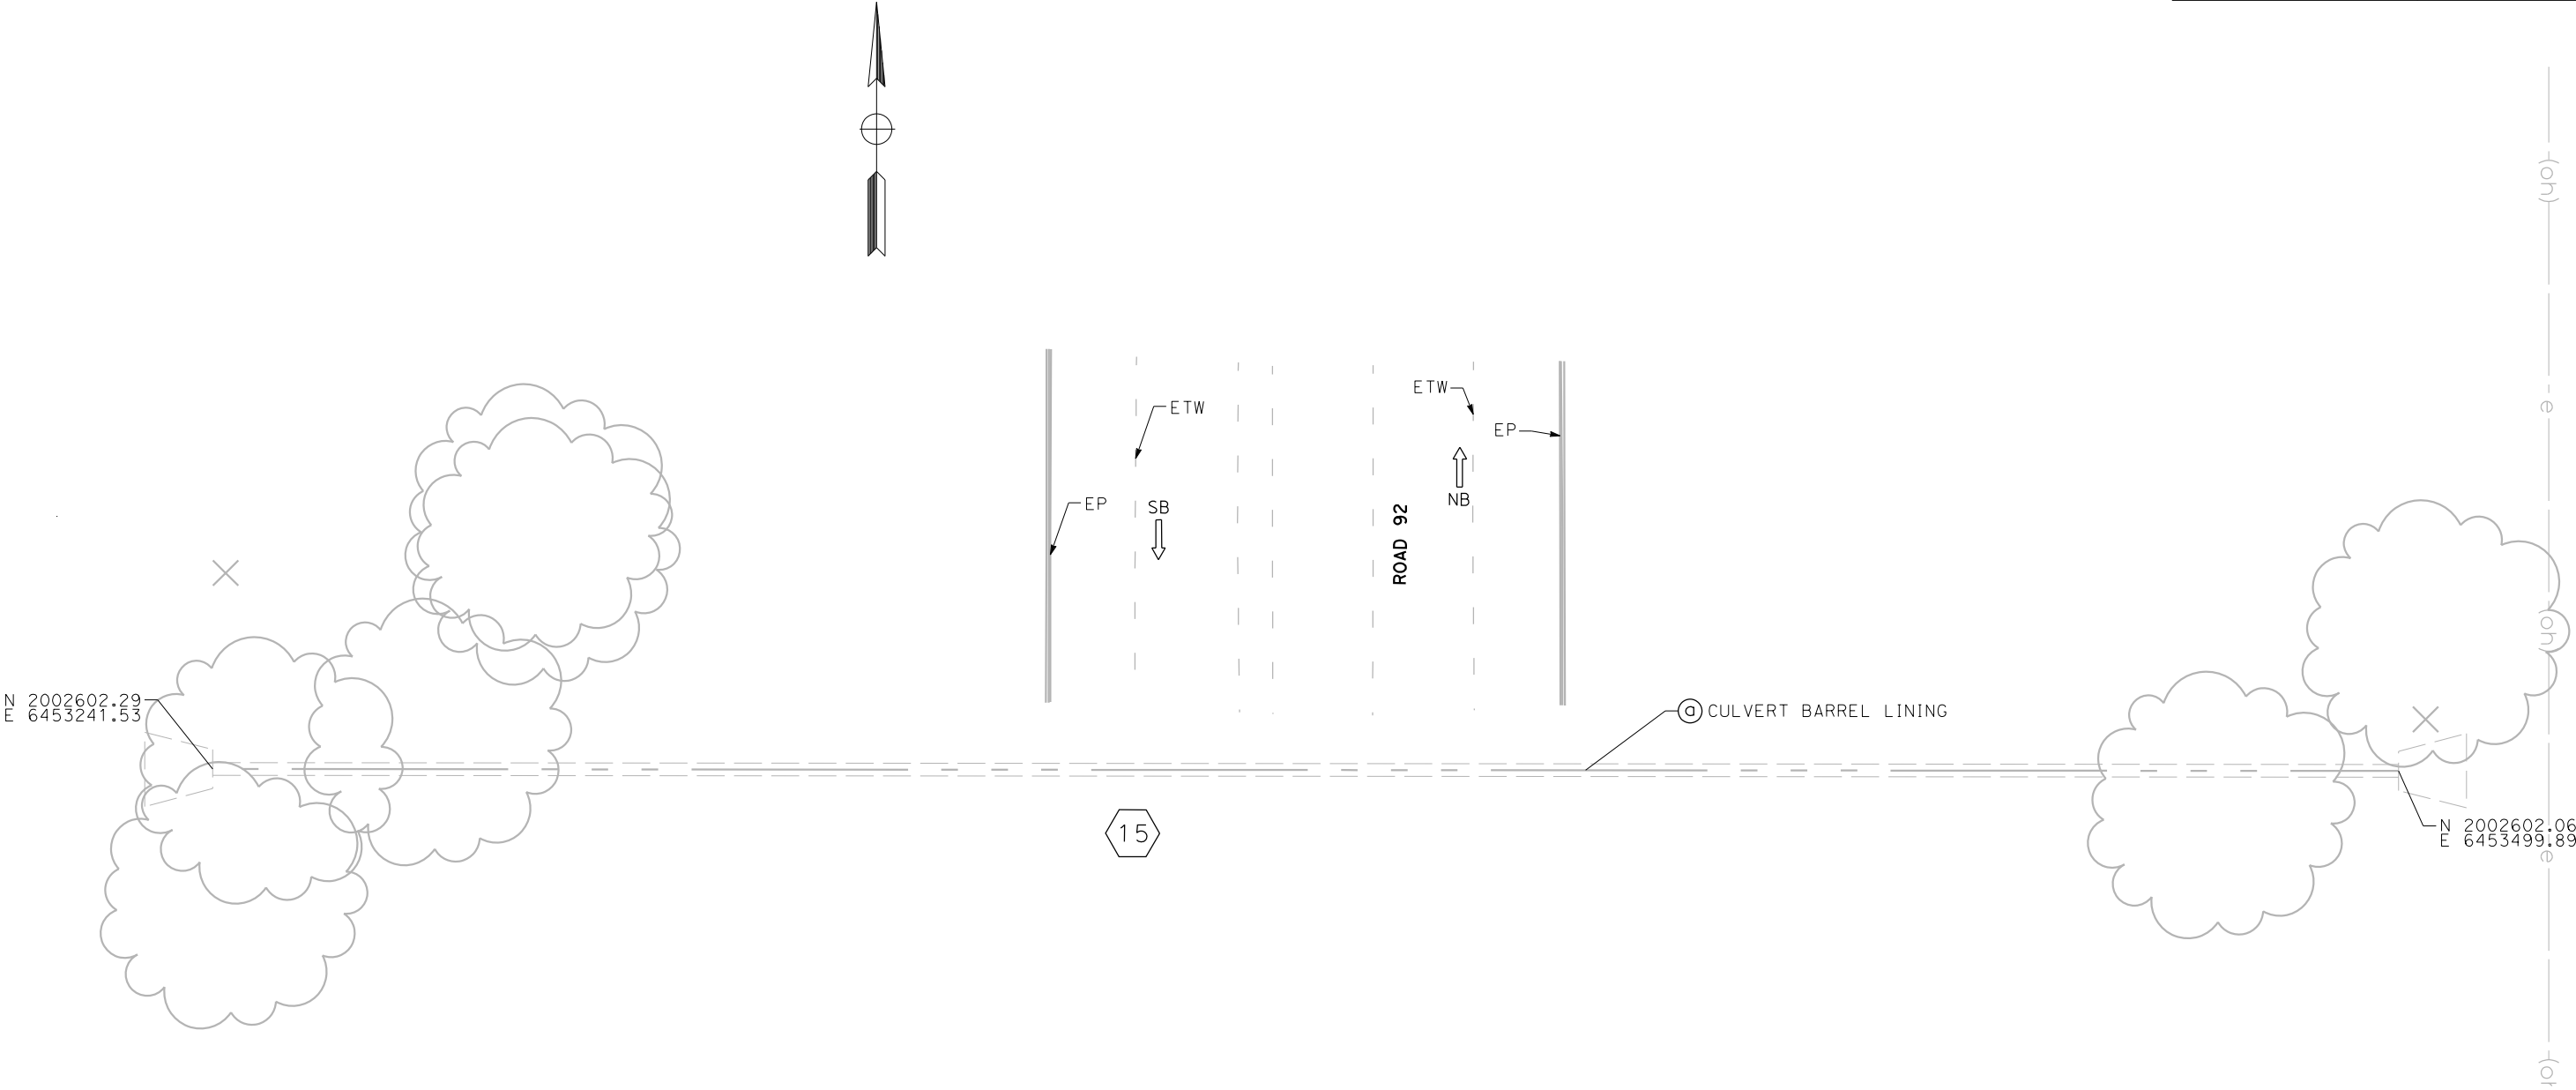 (oh)
ETW
ETW
e
EP
EP
SB
NB
ROAD 92
(oh)
N 2002602.29
E 6453241.53
ⓐ CULVERT BARREL LINING
15
N 2002602.06
E 6453499.89
e